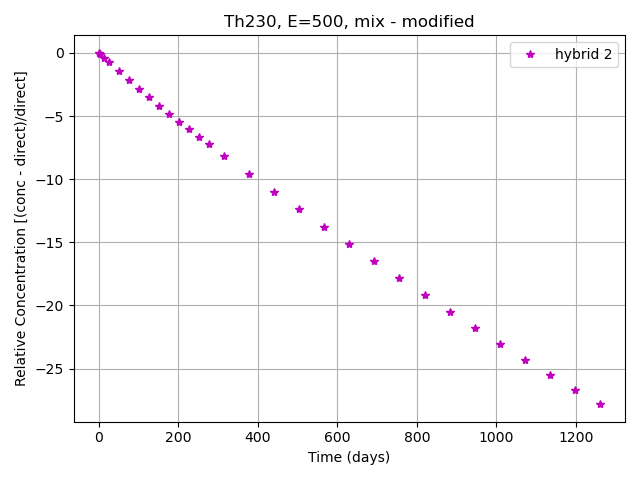 Th230, E=500, mix - modified
hybrid 2
Relative Concentration [(conc - direct)/direct]
0
−5
−10
−15
−20
−25
0 200 400 600 800 1000 1200
Time (days)